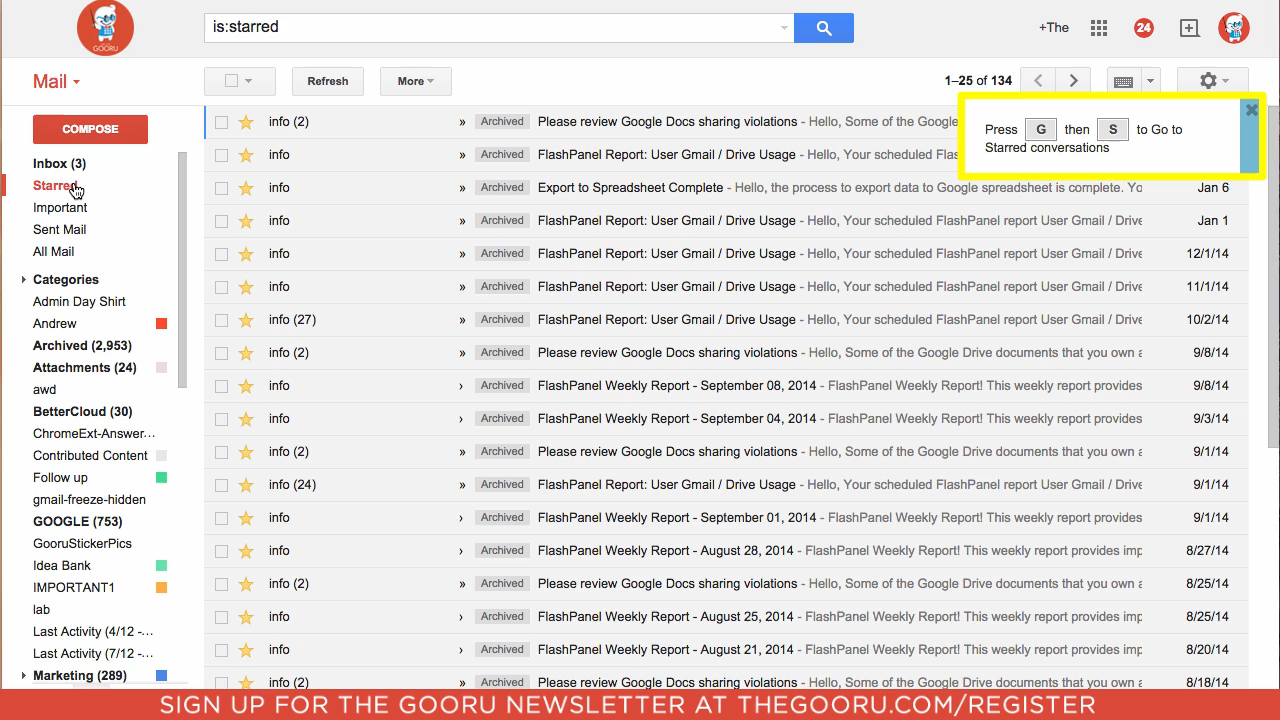 GOORU
is:starred
+The
24
Mail
Refresh
More
1–25 of 134
COMPOSE
Inbox (3)
Starred
Important
Sent Mail
All Mail
Categories
Admin Day Shirt
Andrew
Archived (2,953)
Attachments (24)
awd
BetterCloud (30)
ChromeExt-Answer…
Contributed Content
Follow up
gmail-freeze-hidden
GOOGLE (753)
GooruStickerPics
Idea Bank
IMPORTANT1
lab
Last Activity (4/12 -…
Last Activity (7/12 -…
Marketing (289)
Press G then S to Go to
Starred conversations
info (2) » Archived Please review Google Docs sharing violations - Hello, Some of the Google
info » Archived FlashPanel Report: User Gmail / Drive Usage - Hello, Your scheduled Flas
info » Archived Export to Spreadsheet Complete - Hello, the process to export data to Google spreadsheet is complete. Yo Jan 6
info » Archived FlashPanel Report: User Gmail / Drive Usage - Hello, Your scheduled FlashPanel report User Gmail / Drive Jan 1
info » Archived FlashPanel Report: User Gmail / Drive Usage - Hello, Your scheduled FlashPanel report User Gmail / Drive 12/1/14
info » Archived FlashPanel Report: User Gmail / Drive Usage - Hello, Your scheduled FlashPanel report User Gmail / Drive 11/1/14
info (27) » Archived FlashPanel Report: User Gmail / Drive Usage - Hello, Your scheduled FlashPanel report User Gmail / Drive 10/2/14
info (2) » Archived Please review Google Docs sharing violations - Hello, Some of the Google Drive documents that you own a 9/8/14
info › Archived FlashPanel Weekly Report - September 08, 2014 - FlashPanel Weekly Report! This weekly report provides 9/8/14
info › Archived FlashPanel Weekly Report - September 04, 2014 - FlashPanel Weekly Report! This weekly report provides 9/3/14
info (2) » Archived Please review Google Docs sharing violations - Hello, Some of the Google Drive documents that you own a 9/1/14
info (24) » Archived FlashPanel Report: User Gmail / Drive Usage - Hello, Your scheduled FlashPanel report User Gmail / Drive 9/1/14
info › Archived FlashPanel Weekly Report - September 01, 2014 - FlashPanel Weekly Report! This weekly report provides 9/1/14
info › Archived FlashPanel Weekly Report - August 28, 2014 - FlashPanel Weekly Report! This weekly report provides imp 8/27/14
info (2) » Archived Please review Google Docs sharing violations - Hello, Some of the Google Drive documents that you own a 8/25/14
info › Archived FlashPanel Weekly Report - August 25, 2014 - FlashPanel Weekly Report! This weekly report provides imp 8/25/14
info › Archived FlashPanel Weekly Report - August 21, 2014 - FlashPanel Weekly Report! This weekly report provides imp 8/20/14
info (2) » Archived Please review Google Docs sharing violations - Hello, Some of the Google Drive documents that you own a 8/18/14
SIGN UP FOR THE GOORU NEWSLETTER AT THEGOORU.COM/REGISTER